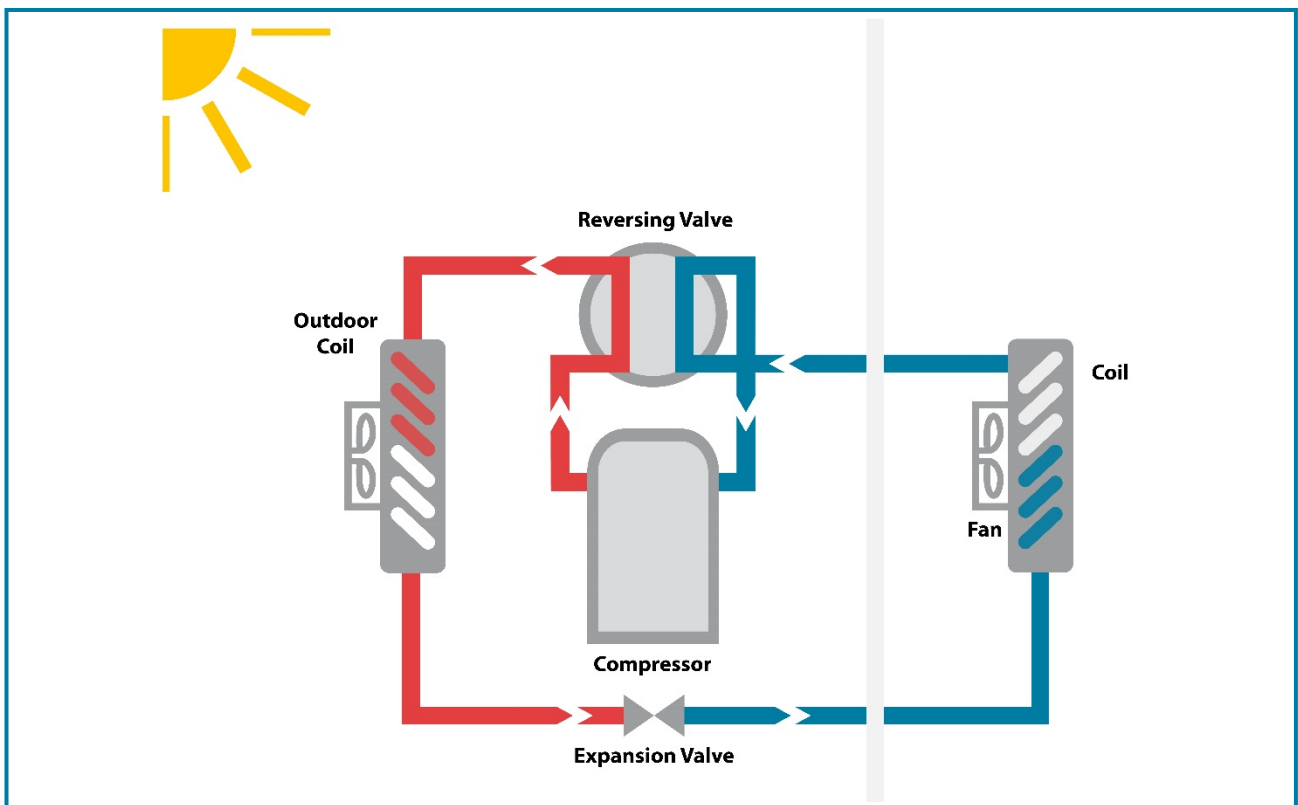 Reversing Valve
Outdoor
Coil
Coil
Fan
Compressor
Expansion Valve